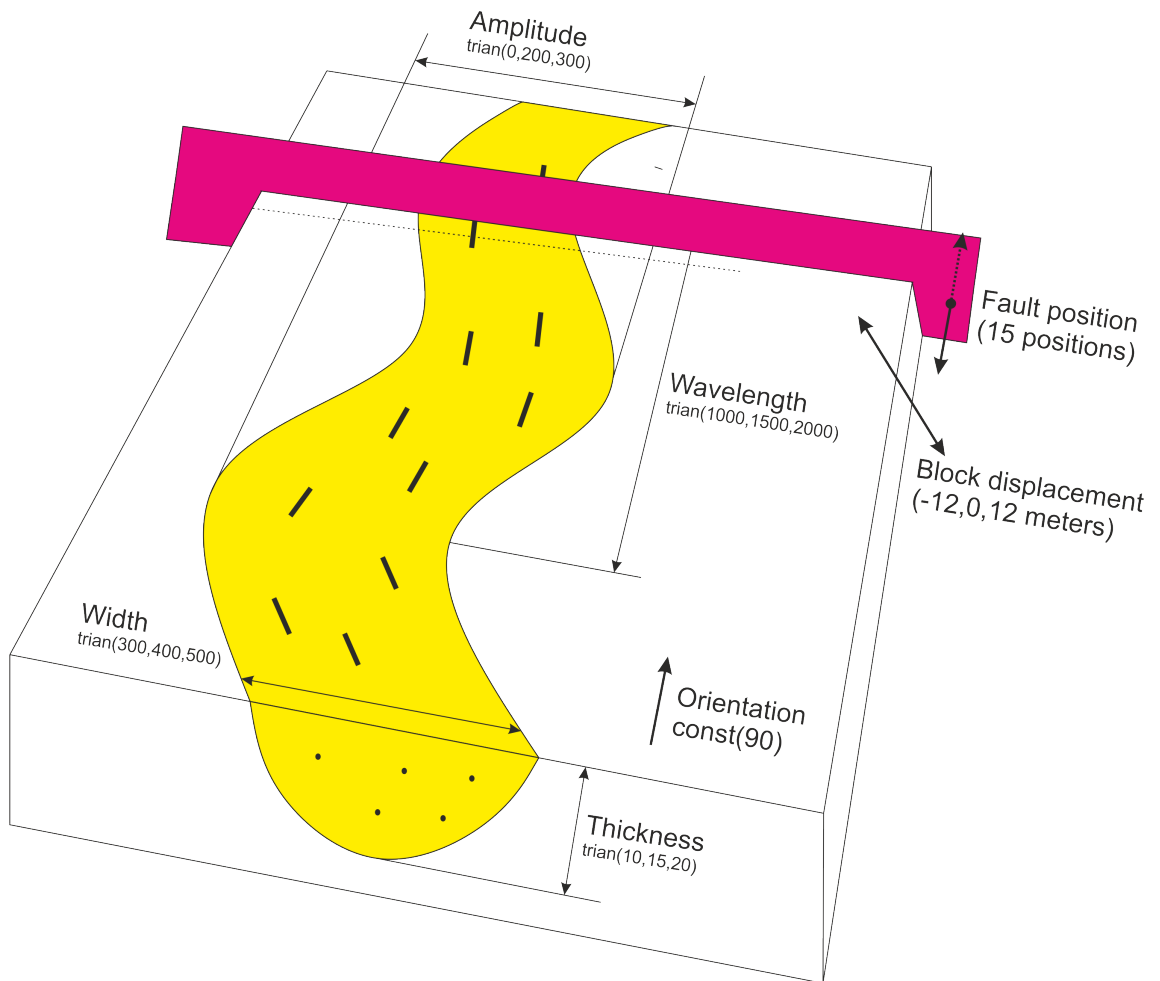 Amplitude
trian(0,200,300)
Fault position
(15 positions)
Wavelength
trian(1000,1500,2000)
Block displacement
(-12,0,12 meters)
Width
trian(300,400,500)
Orientation
const(90)
Thickness
trian(10,15,20)